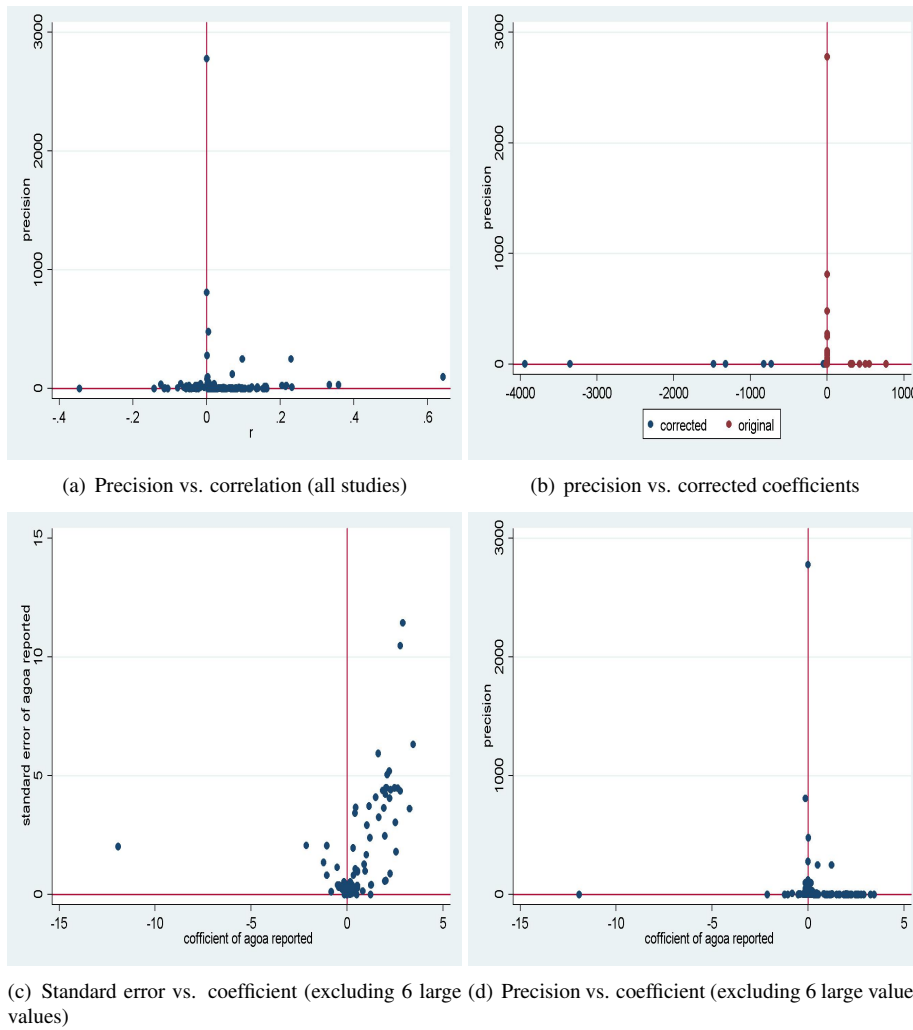 3000
2000
1000
0
precision
-.4
-.2
0
.2
.4
.6
r
(a) Precision vs. correlation (all studies)
3000
2000
1000
0
precision
-4000
-3000
-2000
-1000
0
1000
corrected
original
(b) precision vs. corrected coefficients
15
10
5
0
standard error of agoa reported
-15
-10
-5
0
5
cofficient of agoa reported
(c) Standard error vs. coefficient (excluding 6 large
values)
3000
2000
1000
0
precision
-15
-10
-5
0
5
cofficient of agoa reported
(d) Precision vs. coefficient (excluding 6 large value